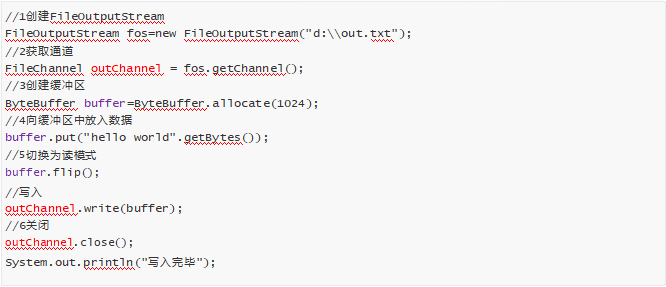 //1创建FileOutputStream
FileOutputStream fos=new FileOutputStream("d:\\out.txt");
//2获取通道
FileChannel outChannel = fos.getChannel();
//3创建缓冲区
ByteBuffer buffer=ByteBuffer.allocate(1024);
//4向缓冲区中放入数据
buffer.put("hello world".getBytes());
//5切换为读模式
buffer.flip();
//写入
outChannel.write(buffer);
//6关闭
outChannel.close();
System.out.println("写入完毕");